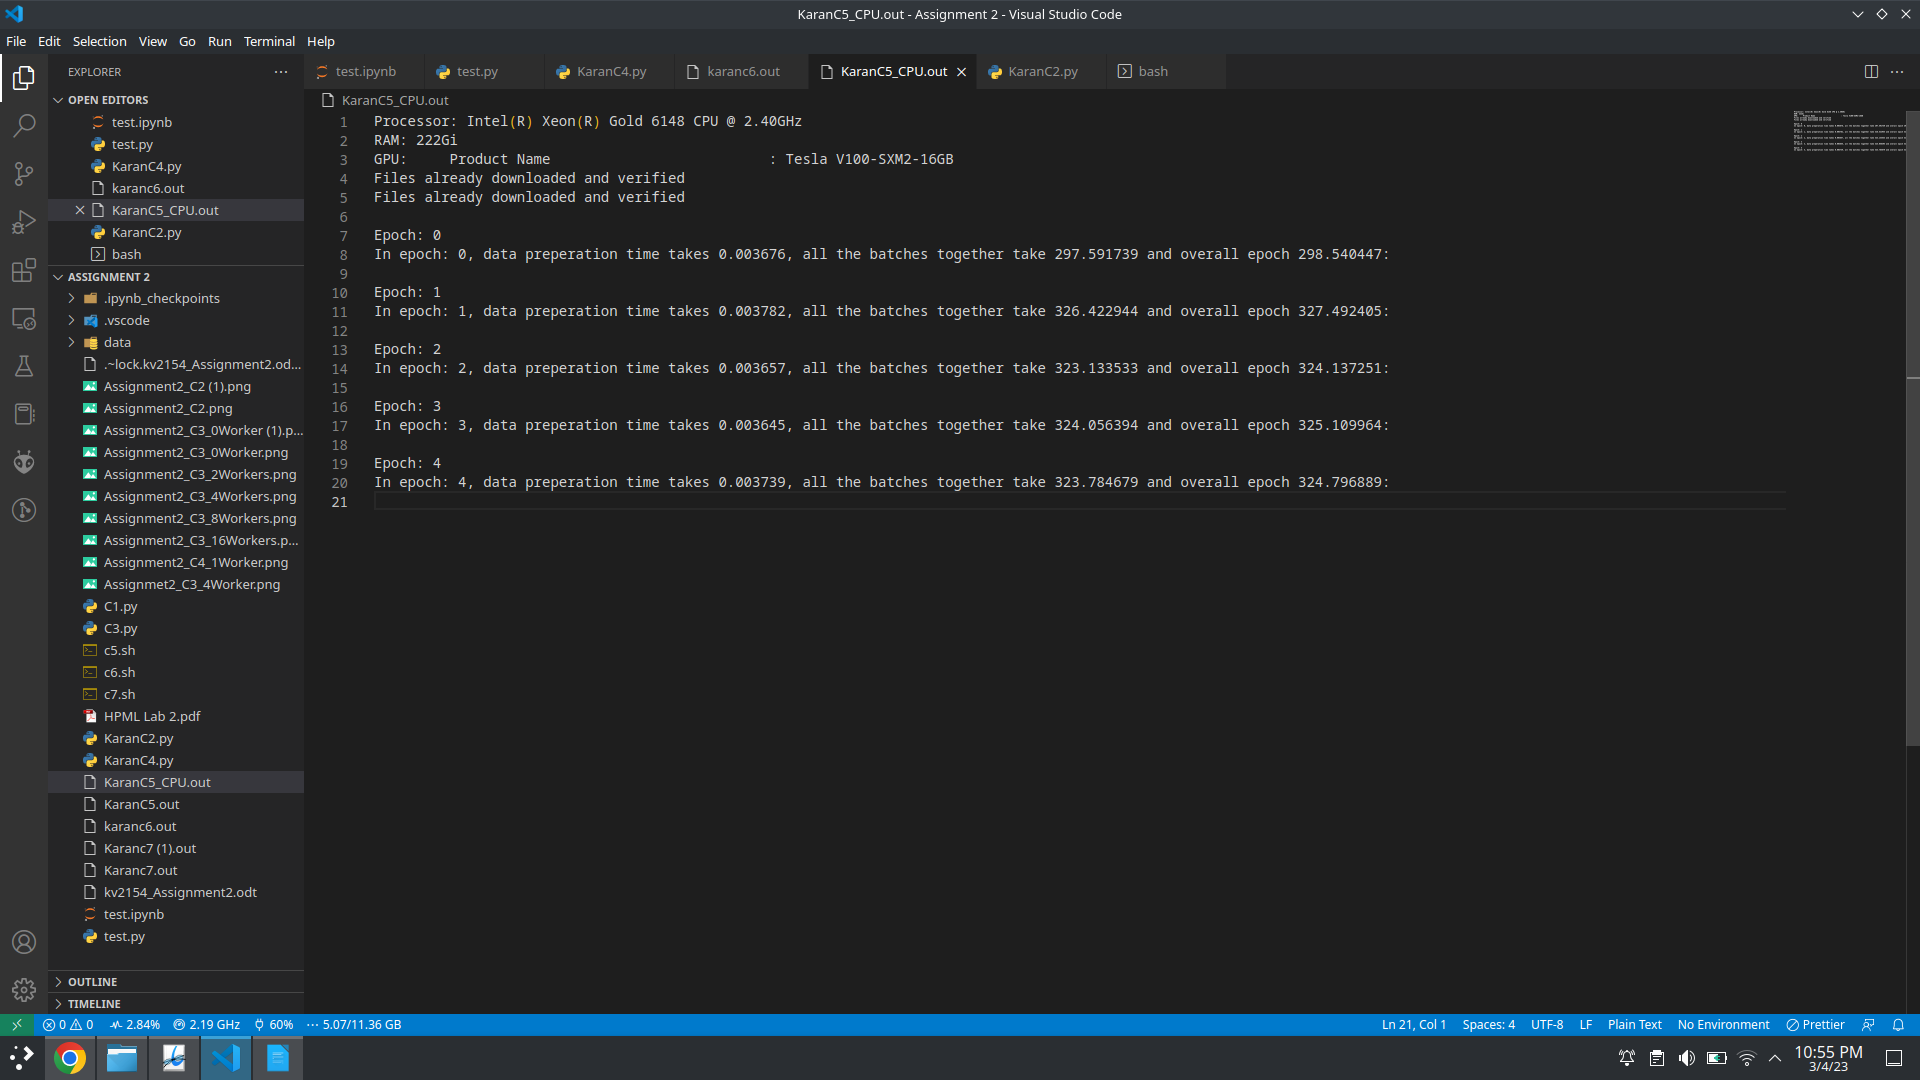 KaranC5_CPU.out - Assignment 2 - Visual Studio Code
File Edit Selection View Go Run Terminal Help
EXPLORER
OPEN EDITORS
test.ipynb
test.py
KaranC4.py
karanc6.out
KaranC5_CPU.out
KaranC2.py
bash
ASSIGNMENT 2
.ipynb_checkpoints
.vscode
data
.~lock.kv2154_Assignment2.od...
Assignment2_C2 (1).png
Assignment2_C2.png
Assignment2_C3_0Worker (1).p...
Assignment2_C3_0Worker.png
Assignment2_C3_2Workers.png
Assignment2_C3_4Workers.png
Assignment2_C3_8Workers.png
Assignment2_C3_16Workers.p...
Assignment2_C4_1Worker.png
Assignmet2_C3_4Worker.png
C1.py
C3.py
c5.sh
c6.sh
c7.sh
HPML Lab 2.pdf
KaranC2.py
KaranC4.py
KaranC5_CPU.out
KaranC5.out
karanc6.out
Karanc7 (1).out
Karanc7.out
kv2154_Assignment2.odt
test.ipynb
test.py
OUTLINE
TIMELINE
test.ipynb test.py KaranC4.py karanc6.out KaranC5_CPU.out KaranC2.py bash
KaranC5_CPU.out
1 Processor: Intel(R) Xeon(R) Gold 6148 CPU @ 2.40GHz
2 RAM: 222Gi
3 GPU:     Product Name                          : Tesla V100-SXM2-16GB
4 Files already downloaded and verified
5 Files already downloaded and verified
6
7 Epoch: 0
8 In epoch: 0, data preperation time takes 0.003676, all the batches together take 297.591739 and overall epoch 298.540447:
9
10 Epoch: 1
11 In epoch: 1, data preperation time takes 0.003782, all the batches together take 326.422944 and overall epoch 327.492405:
12
13 Epoch: 2
14 In epoch: 2, data preperation time takes 0.003657, all the batches together take 323.133533 and overall epoch 324.137251:
15
16 Epoch: 3
17 In epoch: 3, data preperation time takes 0.003645, all the batches together take 324.056394 and overall epoch 325.109964:
18
19 Epoch: 4
20 In epoch: 4, data preperation time takes 0.003739, all the batches together take 323.784679 and overall epoch 324.796889:
21
0 0 2.84% 2.19 GHz 60% ··· 5.07/11.36 GB Ln 21, Col 1 Spaces: 4 UTF-8 LF Plain Text No Environment Prettier
10:55 PM
3/4/23